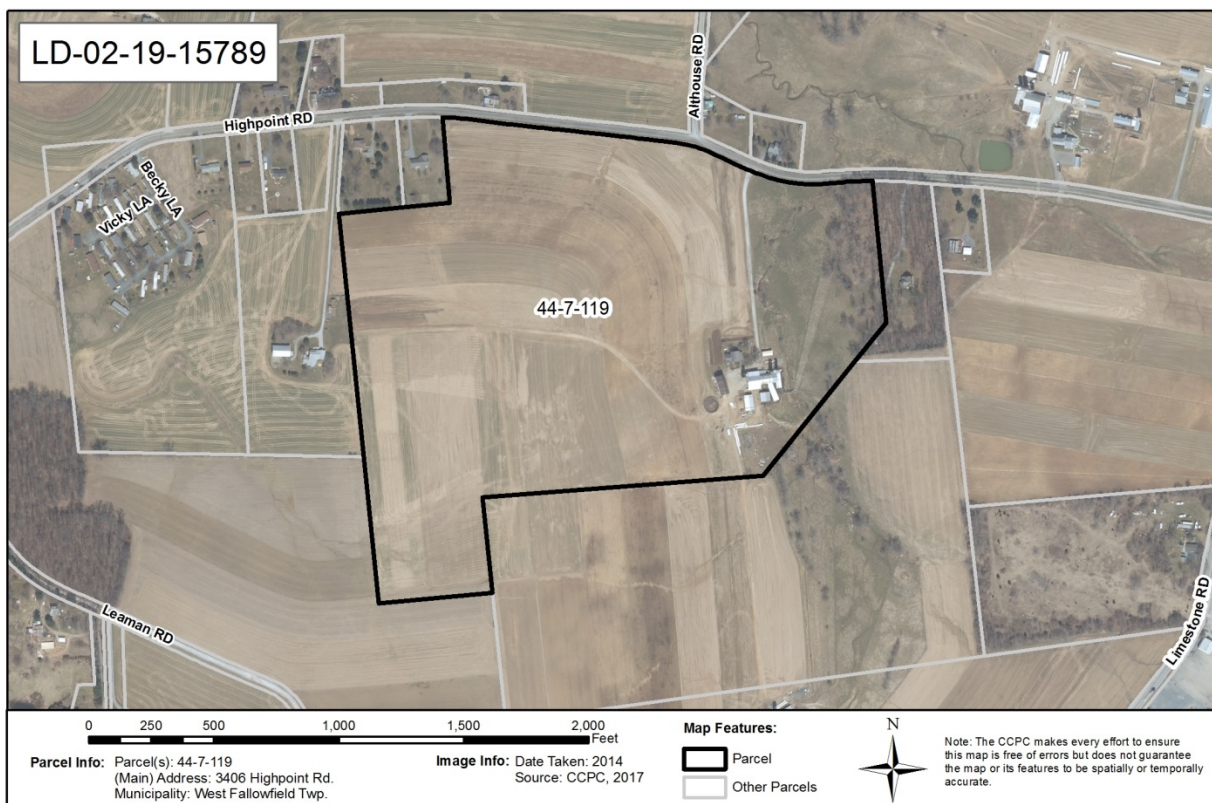 LD-02-19-15789
Althouse RD
Highpoint RD
Becky LA
Vicky LA
44-7-119
Leaman RD
Limestone RD
0 250 500 1,000 1,500 2,000
Feet
Parcel Info: Parcel(s): 44-7-119
(Main) Address: 3406 Highpoint Rd.
Municipality: West Fallowfield Twp.
Image Info: Date Taken: 2014
Source: CCPC, 2017
Map Features:
Parcel
Other Parcels
N
Note: The CCPC makes every effort to ensure
this map is free of errors but does not guarantee
the map or its features to be spatially or temporally
accurate.